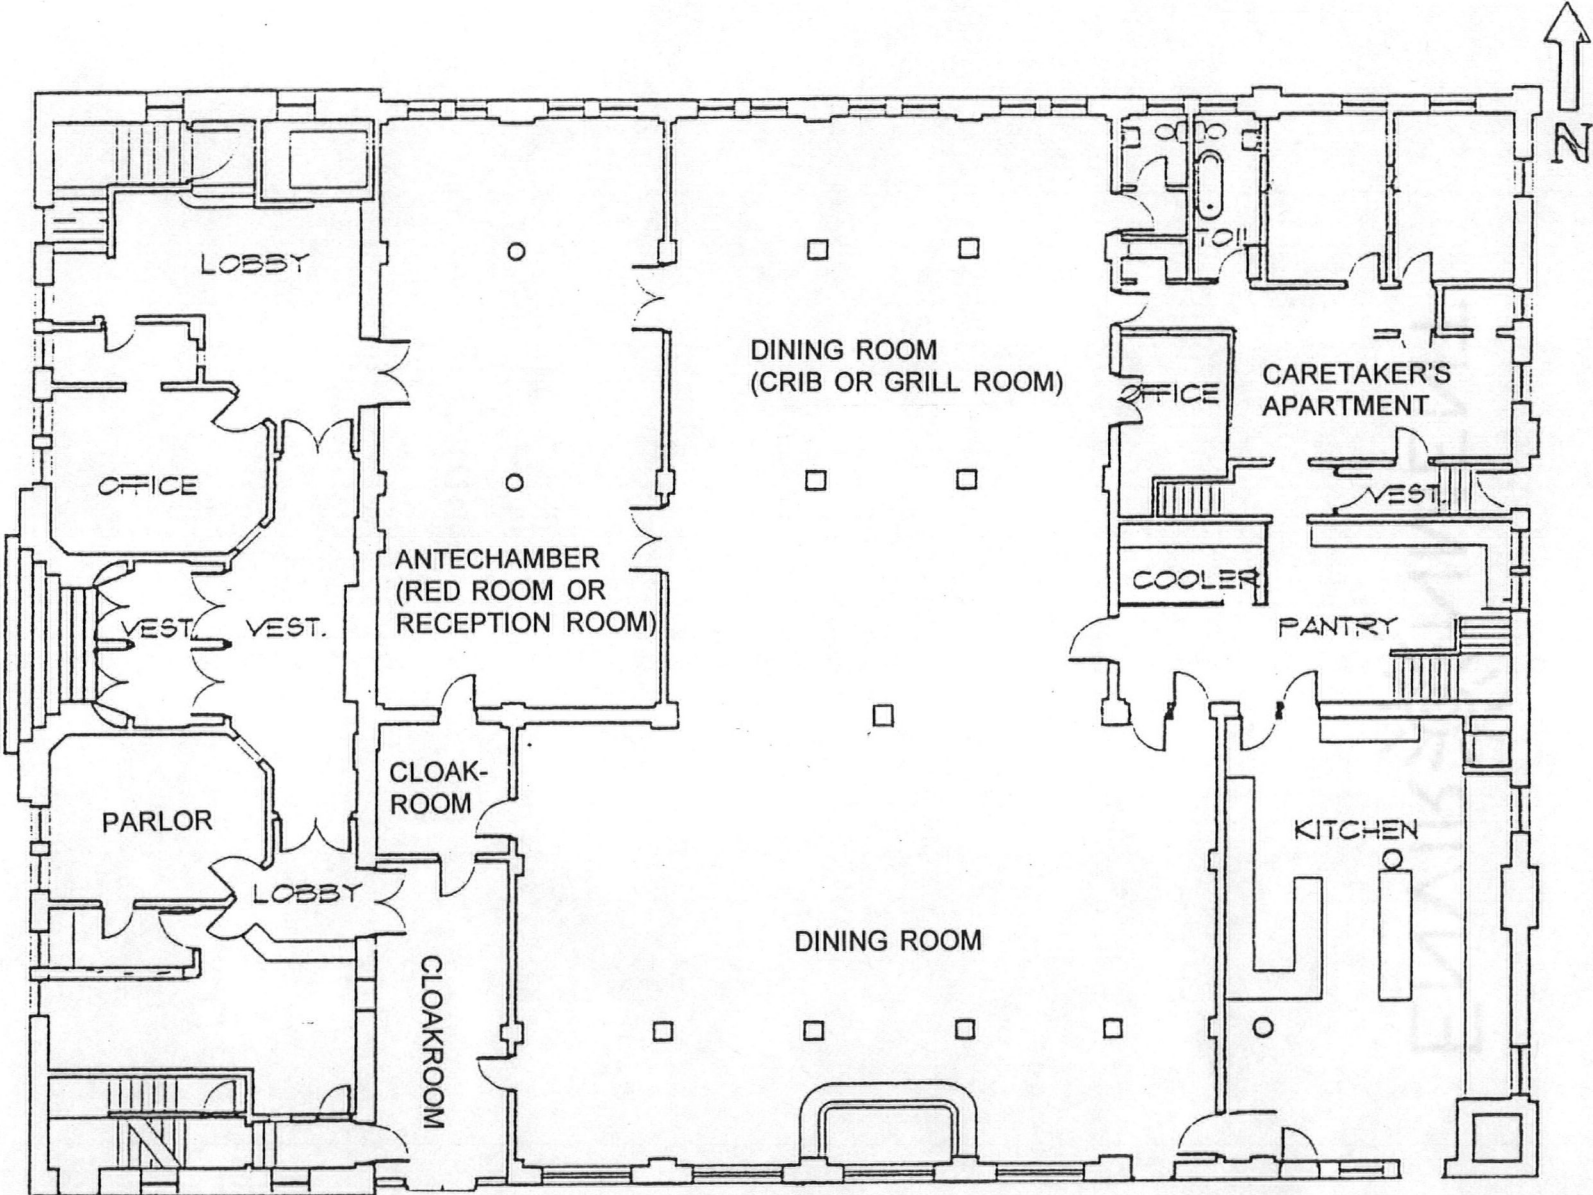 N
TOIL
LOBBY
DINING ROOM
(CRIB OR GRILL ROOM)
OFFICE
CARETAKER'S
APARTMENT
OFFICE
VEST.
ANTECHAMBER
(RED ROOM OR
RECEPTION ROOM)
COOLER
VEST.
VEST.
PANTRY
CLOAK-
ROOM
PARLOR
KITCHEN
LOBBY
DINING ROOM
CLOAKROOM